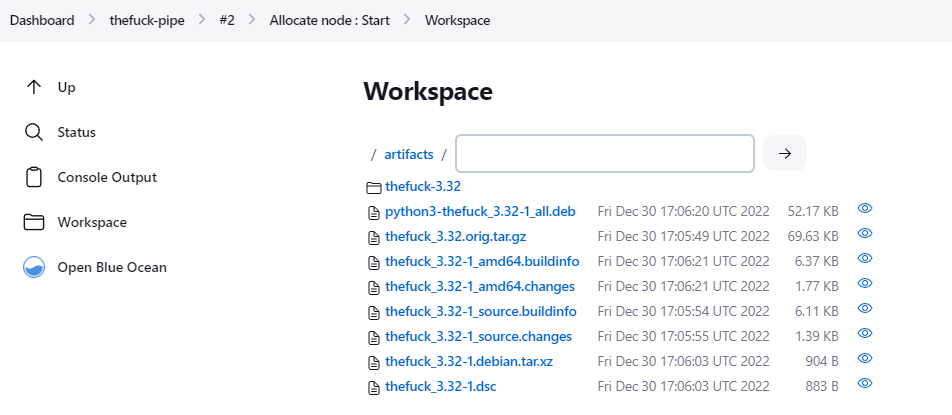 Dashboard > thefuck-pipe > #2 > Allocate node : Start > Workspace
Up
Status
Console Output
Workspace
Open Blue Ocean
Workspace
/ artifacts /
thefuck-3.32
python3-thefuck_3.32-1_all.deb Fri Dec 30 17:06:20 UTC 2022 52.17 KB
thefuck_3.32.orig.tar.gz Fri Dec 30 17:05:49 UTC 2022 69.63 KB
thefuck_3.32-1_amd64.buildinfo Fri Dec 30 17:06:21 UTC 2022 6.37 KB
thefuck_3.32-1_amd64.changes Fri Dec 30 17:06:21 UTC 2022 1.77 KB
thefuck_3.32-1_source.buildinfo Fri Dec 30 17:05:54 UTC 2022 6.11 KB
thefuck_3.32-1_source.changes Fri Dec 30 17:05:55 UTC 2022 1.39 KB
thefuck_3.32-1.debian.tar.xz Fri Dec 30 17:06:03 UTC 2022 904 B
thefuck_3.32-1.dsc Fri Dec 30 17:06:03 UTC 2022 883 B